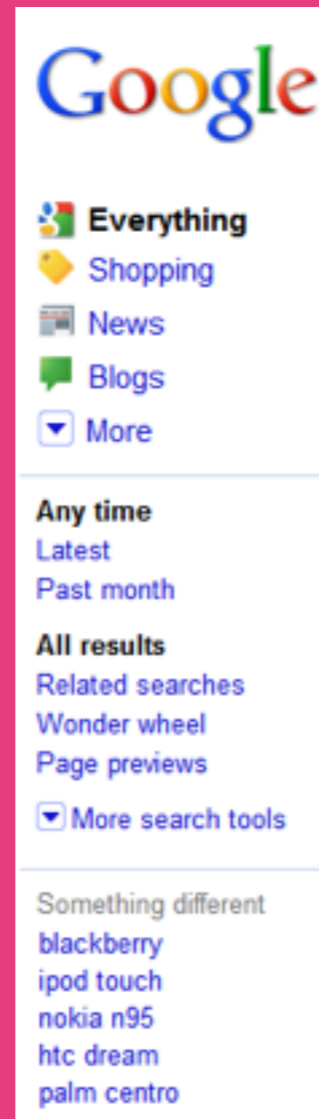 Google
Everything
Shopping
News
Blogs
More
Any time
Latest
Past month
All results
Related searches
Wonder wheel
Page previews
More search tools
Something different
blackberry
ipod touch
nokia n95
htc dream
palm centro